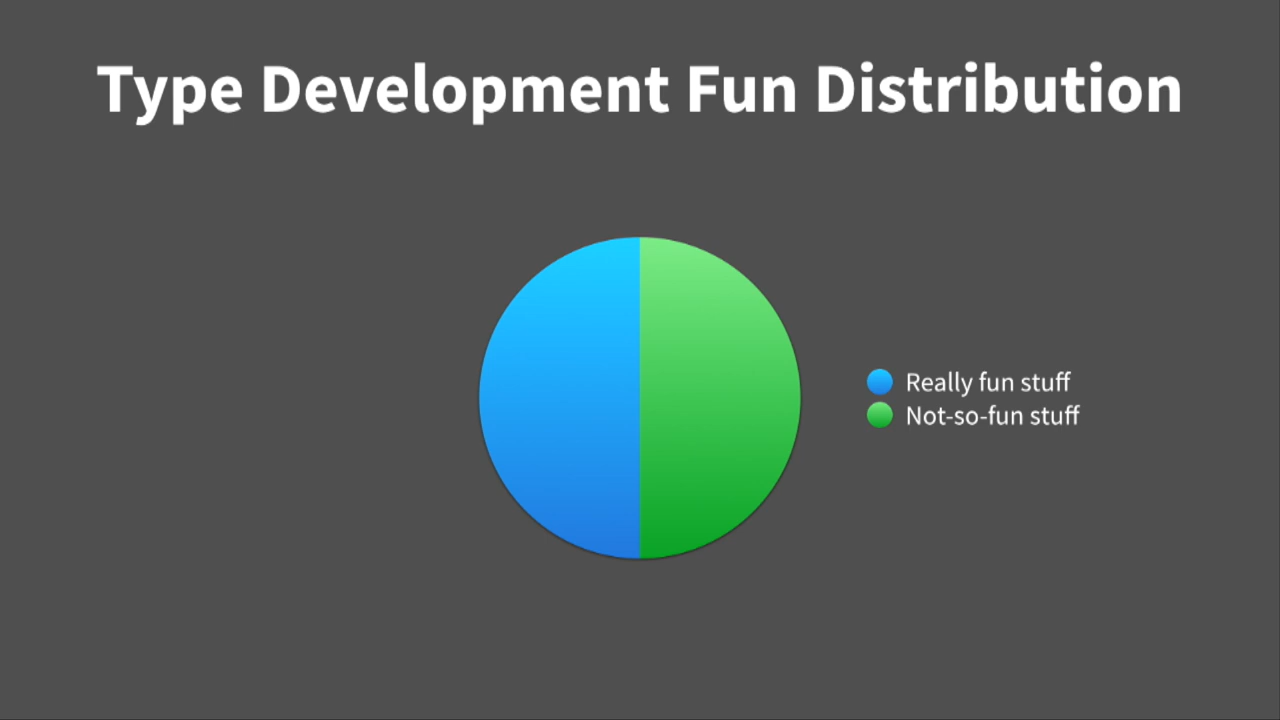 Type Development Fun Distribution
Really fun stuff
Not-so-fun stuff